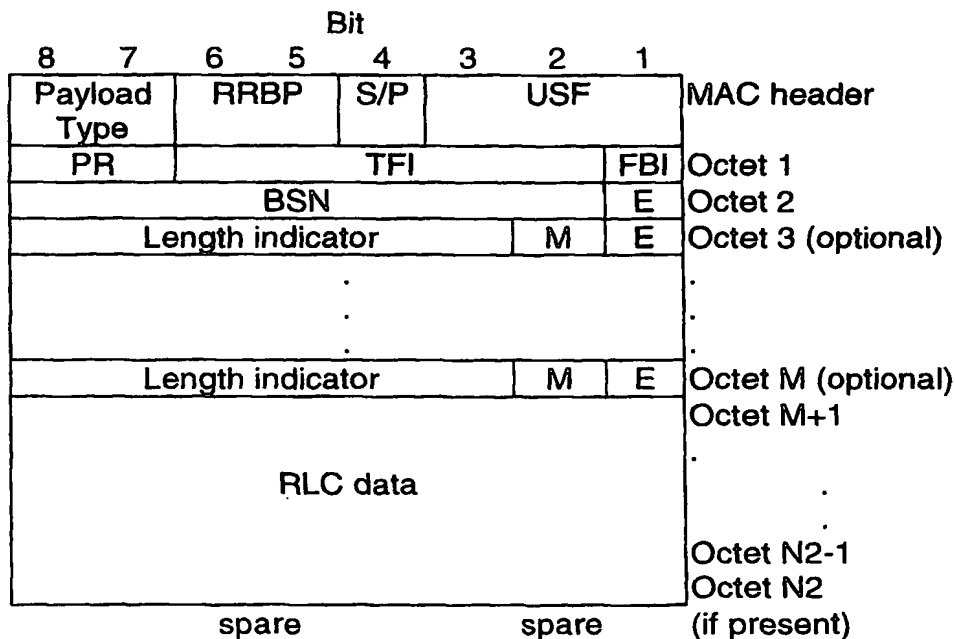 Bit
8 7 6 5 4 3 2 1
Payload Type RRBP S/P USF MAC header
PR TFI FBI Octet 1
BSN E Octet 2
Length indicator M E Octet 3 (optional)
Length indicator M E Octet M (optional)
Octet M+1
RLC data
Octet N2-1
Octet N2
spare spare (if present)